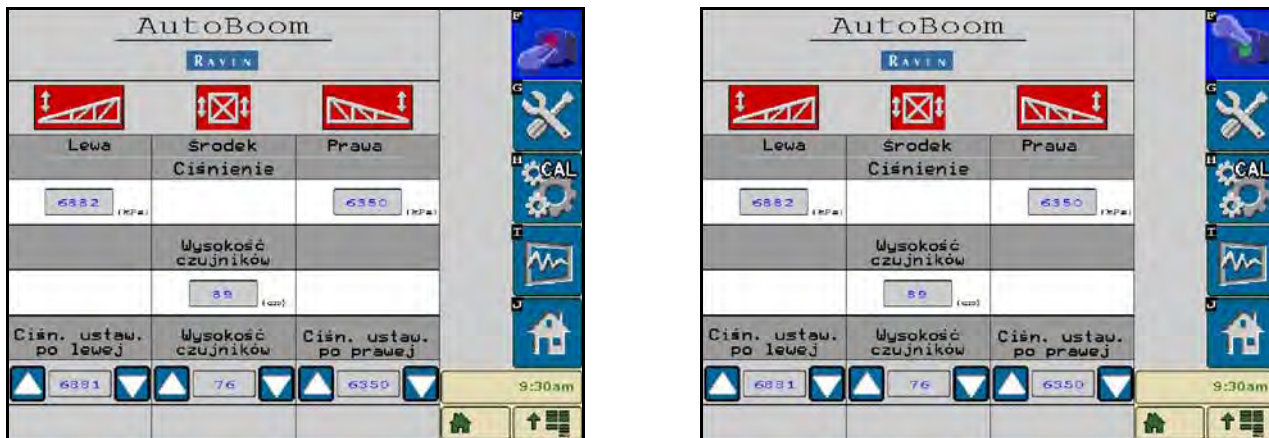 AutoBoom
RAVEN
Lewa Środek Prawa
Ciśnienie
6882 (kPa) 6350 (kPa)
Wysokość
czujników
89 (cm)
Ciśn. ustaw. po lewej
Wysokość czujników
Ciśn. ustaw. po prawej
6881 76 6350
F
G
H CAL
I
J
9:30am
AutoBoom
RAVEN
Lewa Środek Prawa
Ciśnienie
6882 (kPa) 6350 (kPa)
Wysokość
czujników
89 (cm)
Ciśn. ustaw. po lewej
Wysokość czujników
Ciśn. ustaw. po prawej
6881 76 6350
F
G
H CAL
I
J
9:30am